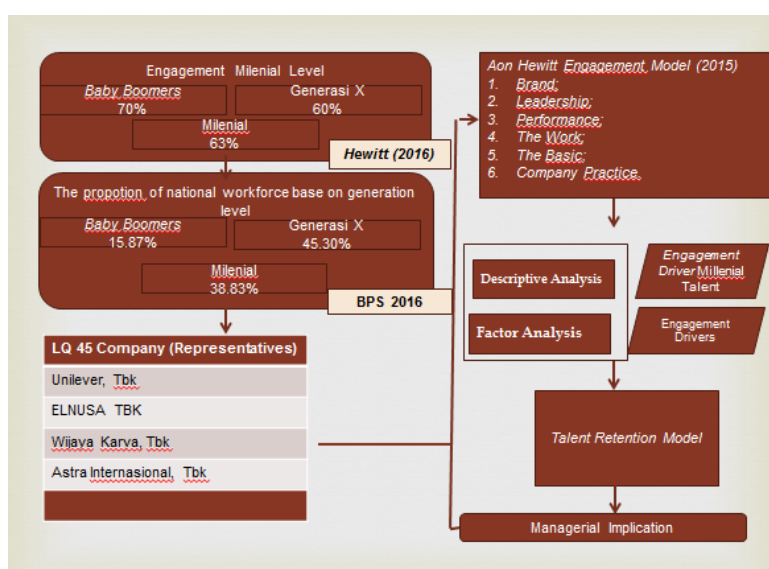 Engagement Milenial Level
Baby Boomers
70%
Generasi X
60%
Milenial
63%
Hewitt (2016)
The propotion of national workforce base on generation
level
Baby Boomers
15.87%
Generasi X
45.30%
Milenial
38.83%
BPS 2016
LQ 45 Company (Representatives)
Unilever, Tbk
ELNUSA TBK
Wijaya Karya, Tbk
Astra Internasional, Tbk
Aon Hewitt Engagement Model (2015)
1. Brand;
2. Leadership;
3. Performance;
4. The Work;
5. The Basic;
6. Company Practice.
Descriptive Analysis
Factor Analysis
Engagement
Driver Millenial
Talent
Engagement
Drivers
Talent Retention Model
Managerial Implication